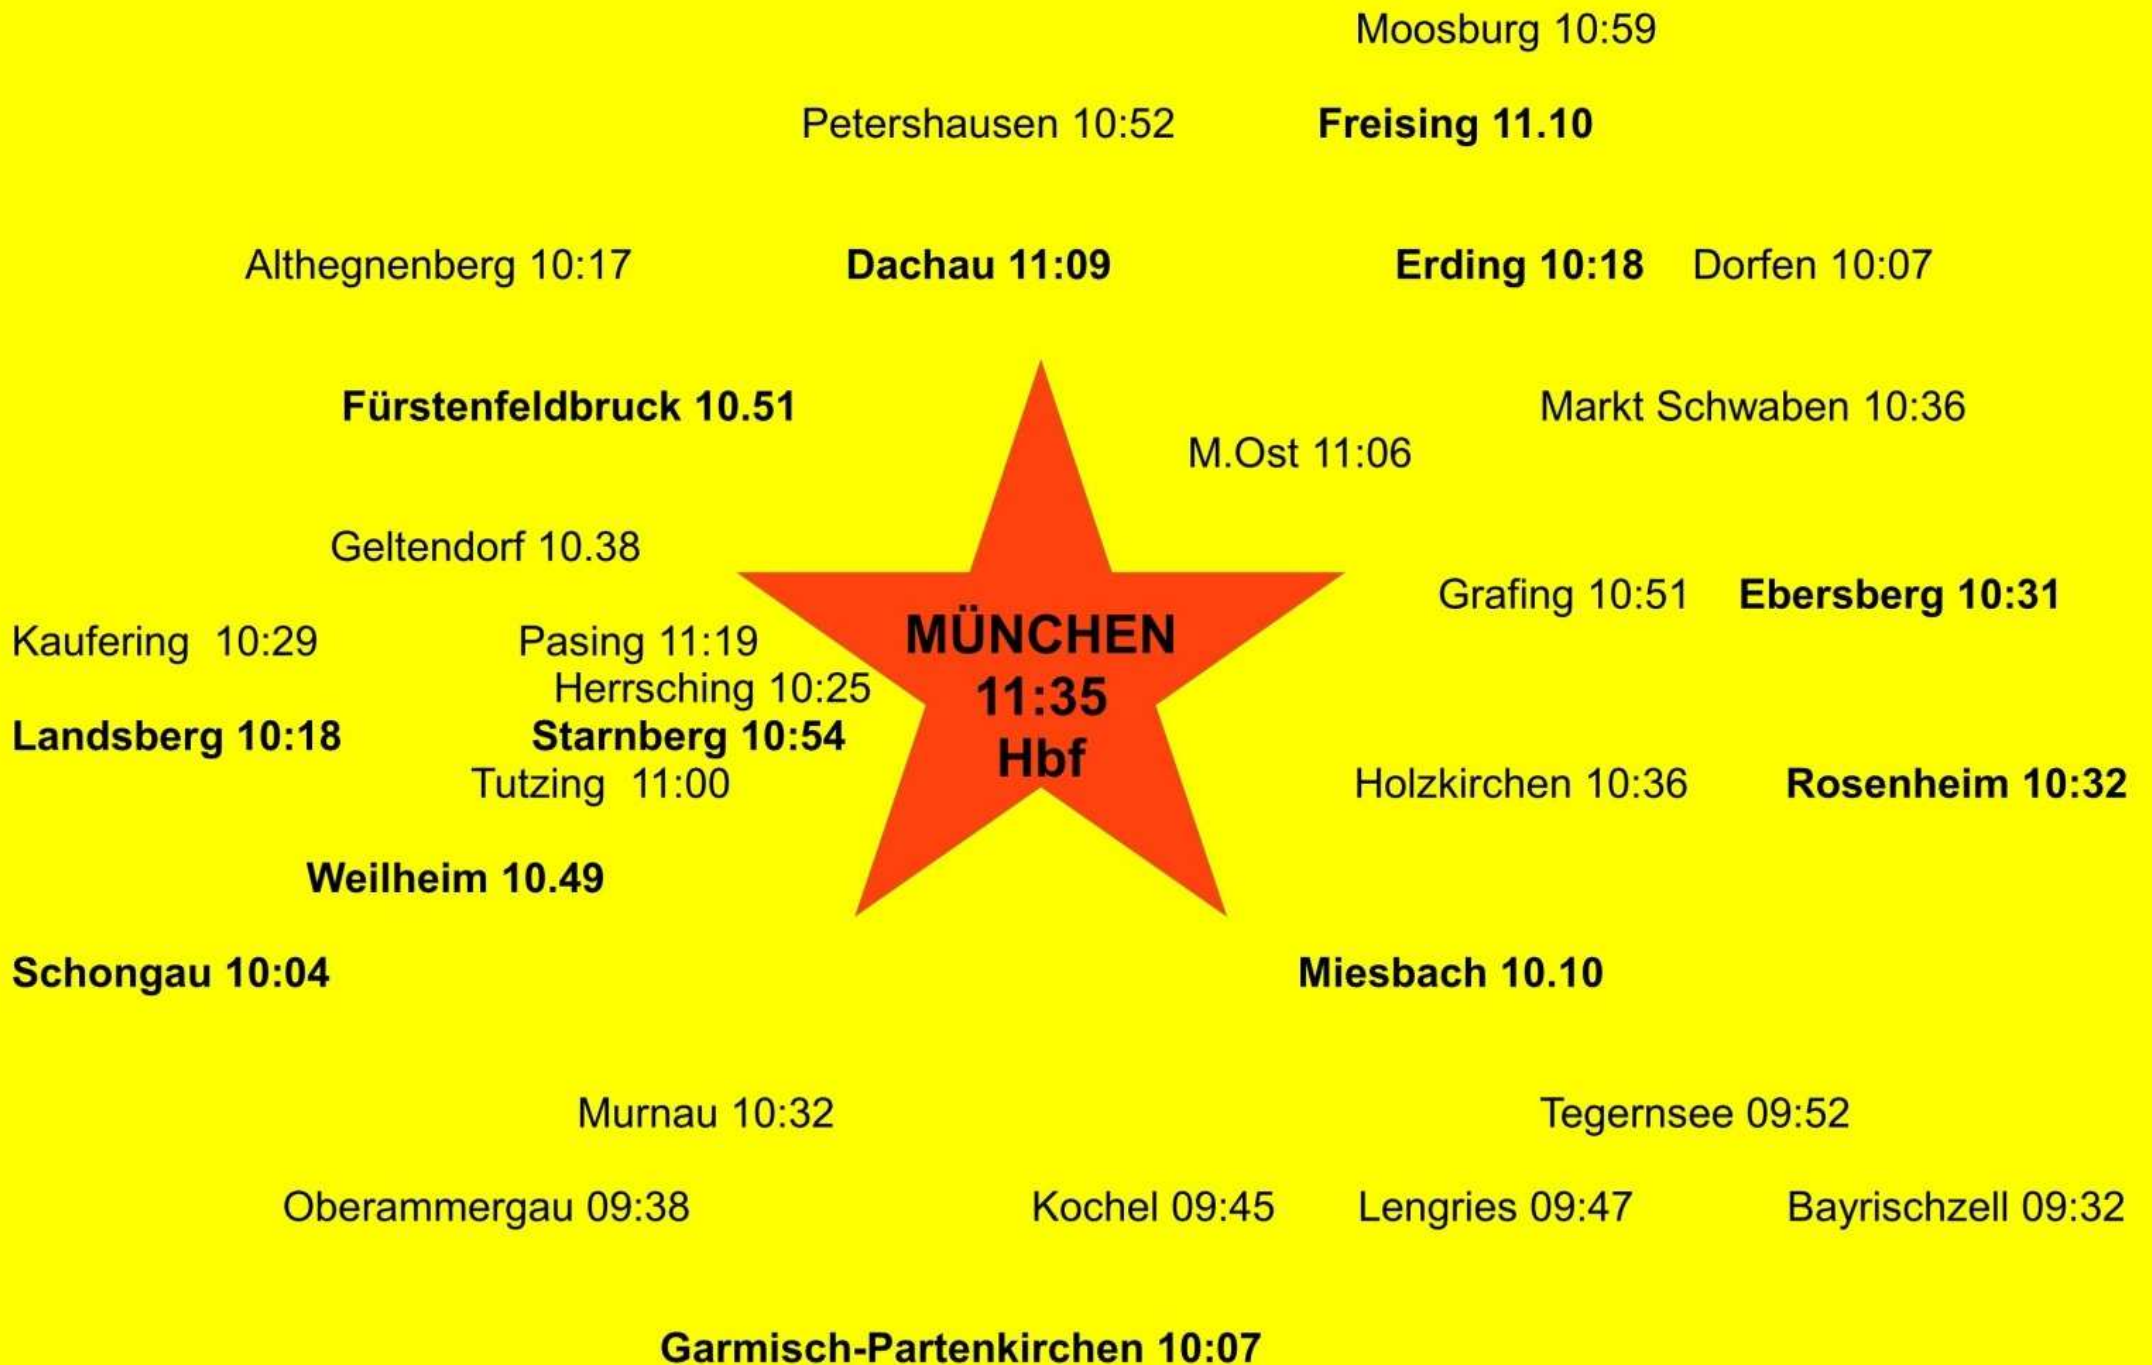 Moosburg 10:59
Petershausen 10:52
Freising 11.10
Althegnenberg 10:17
Dachau 11:09
Erding 10:18
Dorfen 10:07
Fürstenfeldbruck 10.51
Markt Schwaben 10:36
M.Ost 11:06
Geltendorf 10.38
Grafing 10:51
Ebersberg 10:31
Kaufering 10:29
Pasing 11:19
MÜNCHEN
11:35
Hbf
Herrsching 10:25
Landsberg 10:18
Starnberg 10:54
Tutzing 11:00
Holzkirchen 10:36
Rosenheim 10:32
Weilheim 10.49
Schongau 10:04
Miesbach 10.10
Murnau 10:32
Tegernsee 09:52
Oberammergau 09:38
Kochel 09:45
Lengries 09:47
Bayrischzell 09:32
Garmisch-Partenkirchen 10:07